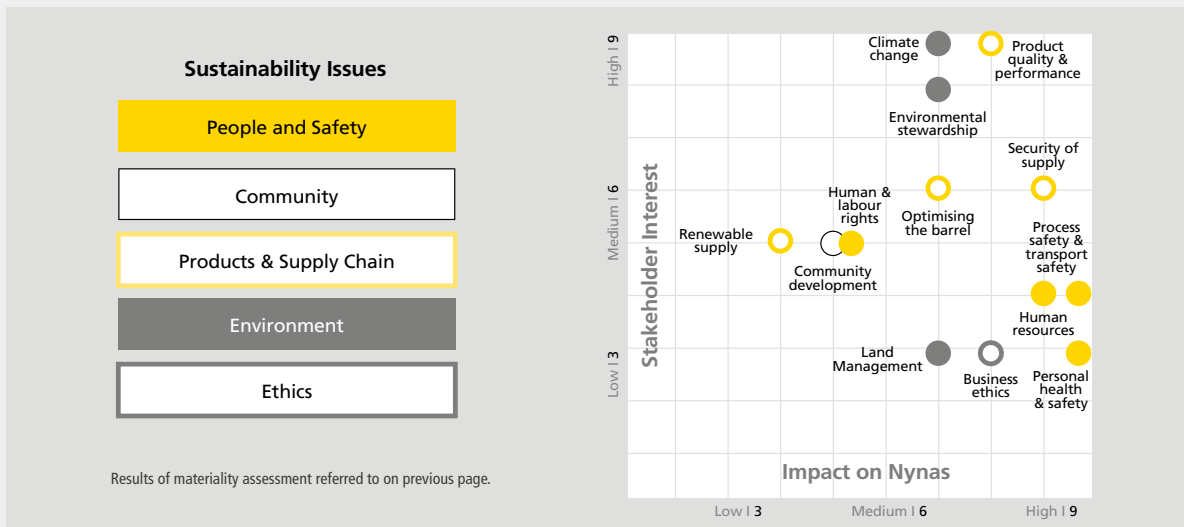 Sustainability Issues
People and Safety
Community
Products & Supply Chain
Environment
Ethics
Results of materiality assessment referred to on previous page.
High | 9
Medium | 6
Low | 3
Stakeholder Interest
Climate
change
Product
quality &
performance
Environmental
stewardship
Security of
supply
Human &
labour
rights
Optimising
the barrel
Renewable
supply
Community
development
Process
safety &
transport
safety
Human
resources
Land
Management
Business
ethics
Personal
health
& safety
Impact on Nynas
Low | 3
Medium | 6
High | 9